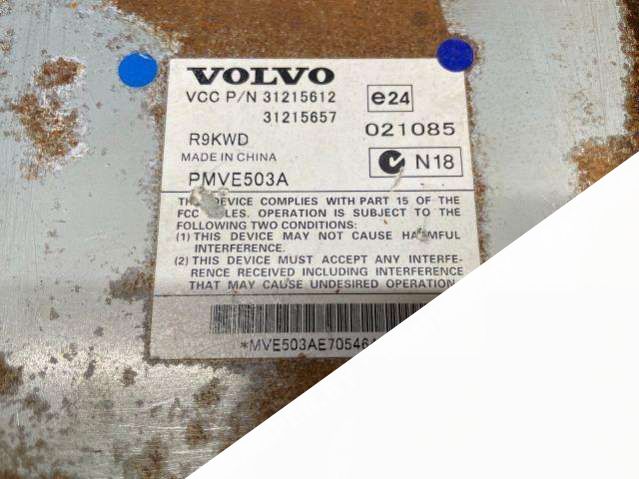 VOLVO
VCC P/N 31215612
31215657
e24
021085
R9KWD
MADE IN CHINA
N18
PMVE503A
DEVICE COMPLIES WITH PART 15 OF THE
FCC OPERATION IS SUBJECT TO THE
FOLLOWING TWO CONDITIONS:
(1) THIS DEVICE MAY NOT CAUSE HARMFUL
INTERFERENCE.
(2) THIS DEVICE MUST ACCEPT ANY INTERFE-
RENCE RECEIVED INCLUDING INTERFERENCE
THAT MAY CAUSE UNDESIRED OPERATION.
*MVE503AE70546